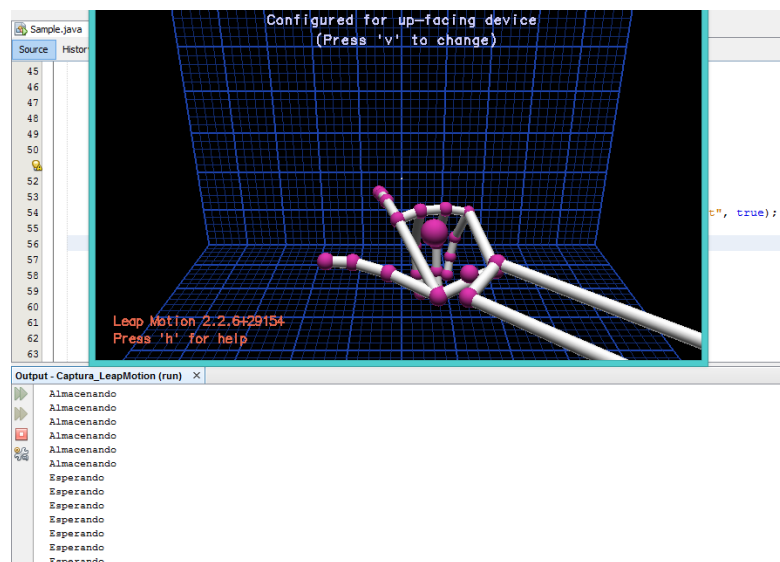 Sample.java
Configured for up-facing device
(Press 'v' to change)
Source Histor
45
46
47
48
49
50
52
53
54 t", true);
55
56
57
58
59
60
61
62
63
Leap Motion 2.2.6+29154
Press 'h' for help
Output - Captura_LeapMotion (run) ×
Almacenando
Almacenando
Almacenando
Almacenando
Almacenando
Almacenando
Esperando
Esperando
Esperando
Esperando
Esperando
Esperando
Esperando